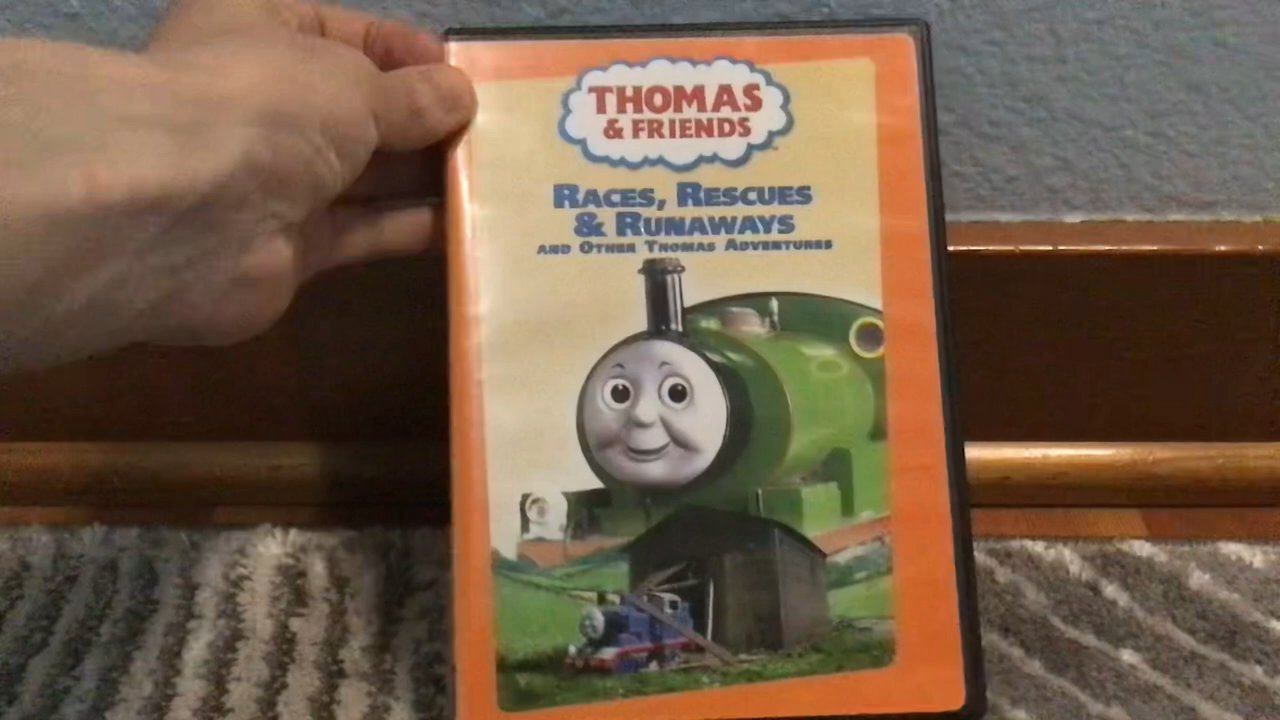 THOMAS
& FRIENDS
RACES, RESCUES
& RUNAWAYS
AND OTHER THOMAS ADVENTURES